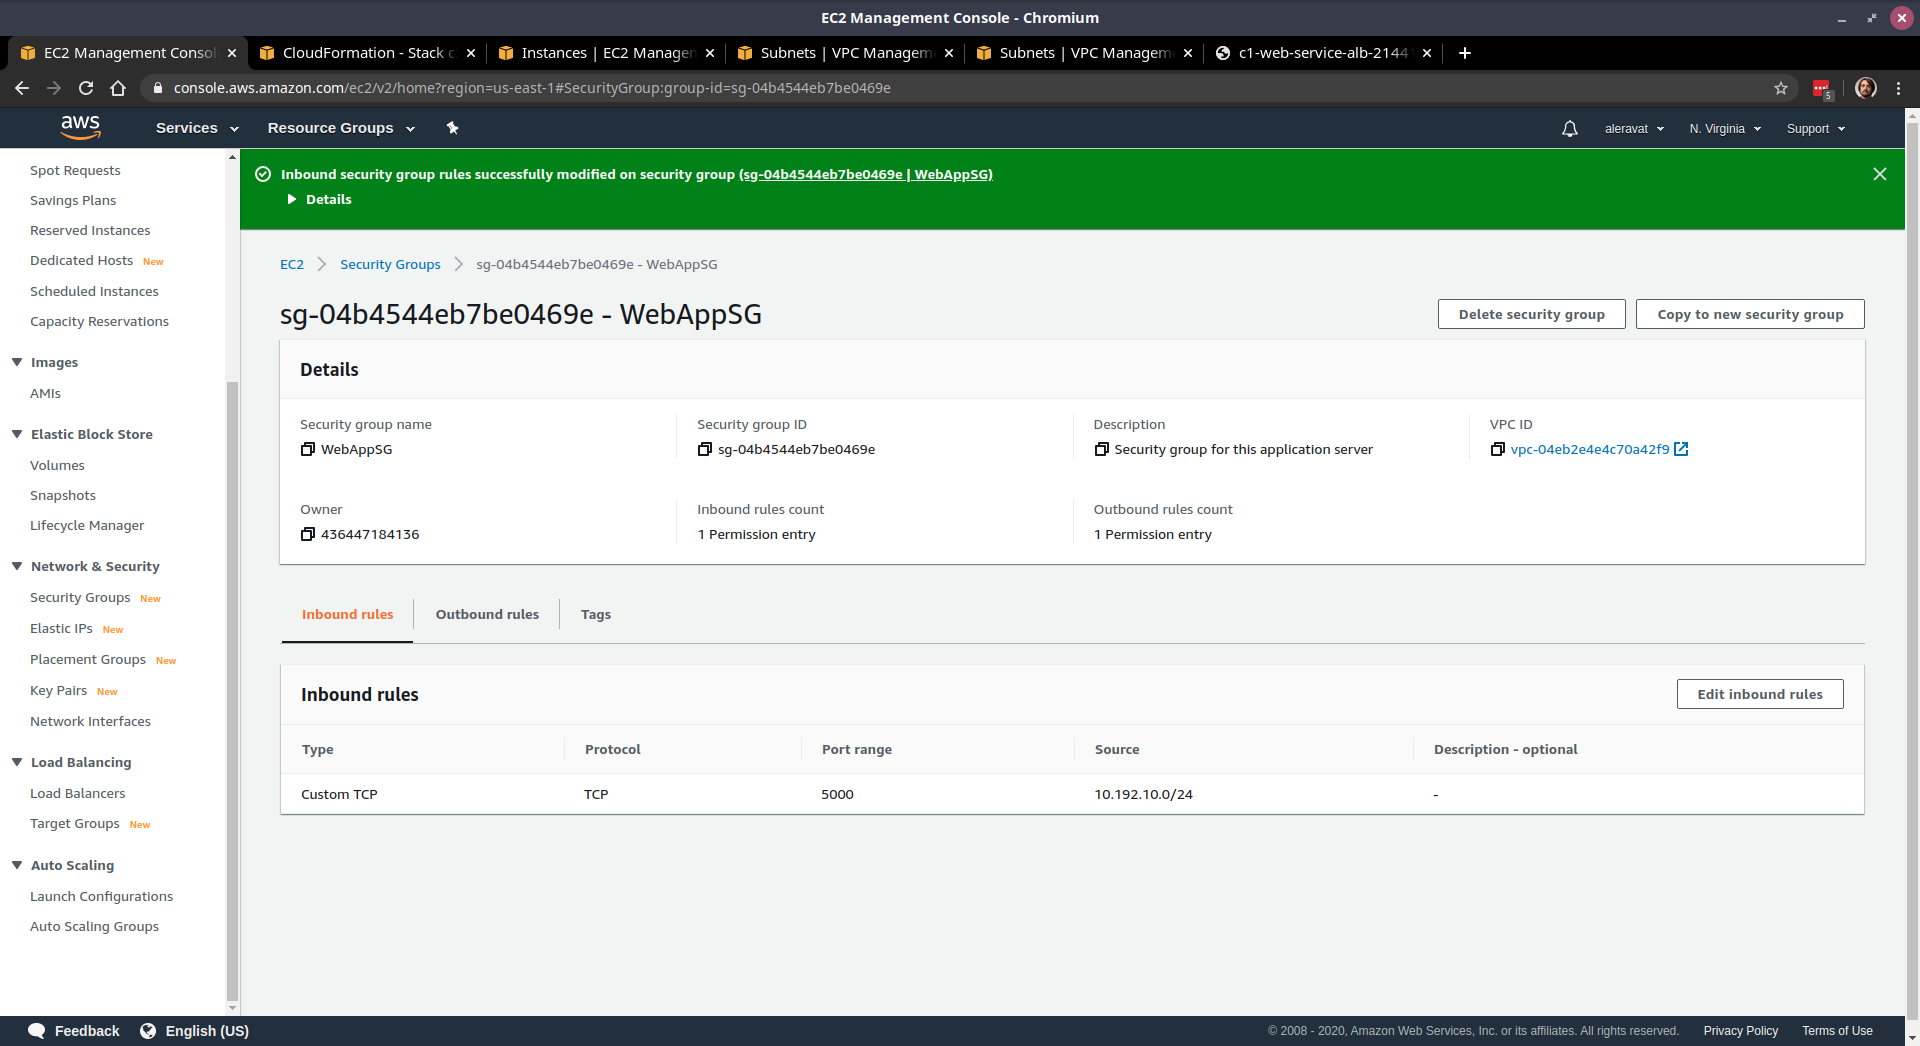 EC2 Management Console - Chromium
EC2 Management Consol
CloudFormation - Stack c
Instances | EC2 Manager
Subnets | VPC Managem
Subnets | VPC Managem
c1-web-service-alb-2144
console.aws.amazon.com/ec2/v2/home?region=us-east-1#SecurityGroup:group-id=sg-04b4544eb7be0469e
5
aws
Services
Resource Groups
aleravat
N. Virginia
Support
Spot Requests
Savings Plans
Reserved Instances
Dedicated Hosts New
Scheduled Instances
Capacity Reservations
Images
AMIs
Elastic Block Store
Volumes
Snapshots
Lifecycle Manager
Network & Security
Security Groups New
Elastic IPs New
Placement Groups New
Key Pairs New
Network Interfaces
Load Balancing
Load Balancers
Target Groups New
Auto Scaling
Launch Configurations
Auto Scaling Groups
Inbound security group rules successfully modified on security group (sg-04b4544eb7be0469e | WebAppSG)
Details
EC2 > Security Groups > sg-04b4544eb7be0469e - WebAppSG
sg-04b4544eb7be0469e - WebAppSG
Delete security group
Copy to new security group
Details
Security group name
WebAppSG
Security group ID
sg-04b4544eb7be0469e
Description
Security group for this application server
VPC ID
vpc-04eb2e4e4c70a42f9
Owner
436447184136
Inbound rules count
1 Permission entry
Outbound rules count
1 Permission entry
Inbound rules
Outbound rules
Tags
Inbound rules
Edit inbound rules
Type Protocol Port range Source Description - optional
Custom TCP TCP 5000 10.192.10.0/24 -
Feedback
English (US)
© 2008 - 2020, Amazon Web Services, Inc. or its affiliates. All rights reserved.
Privacy Policy
Terms of Use